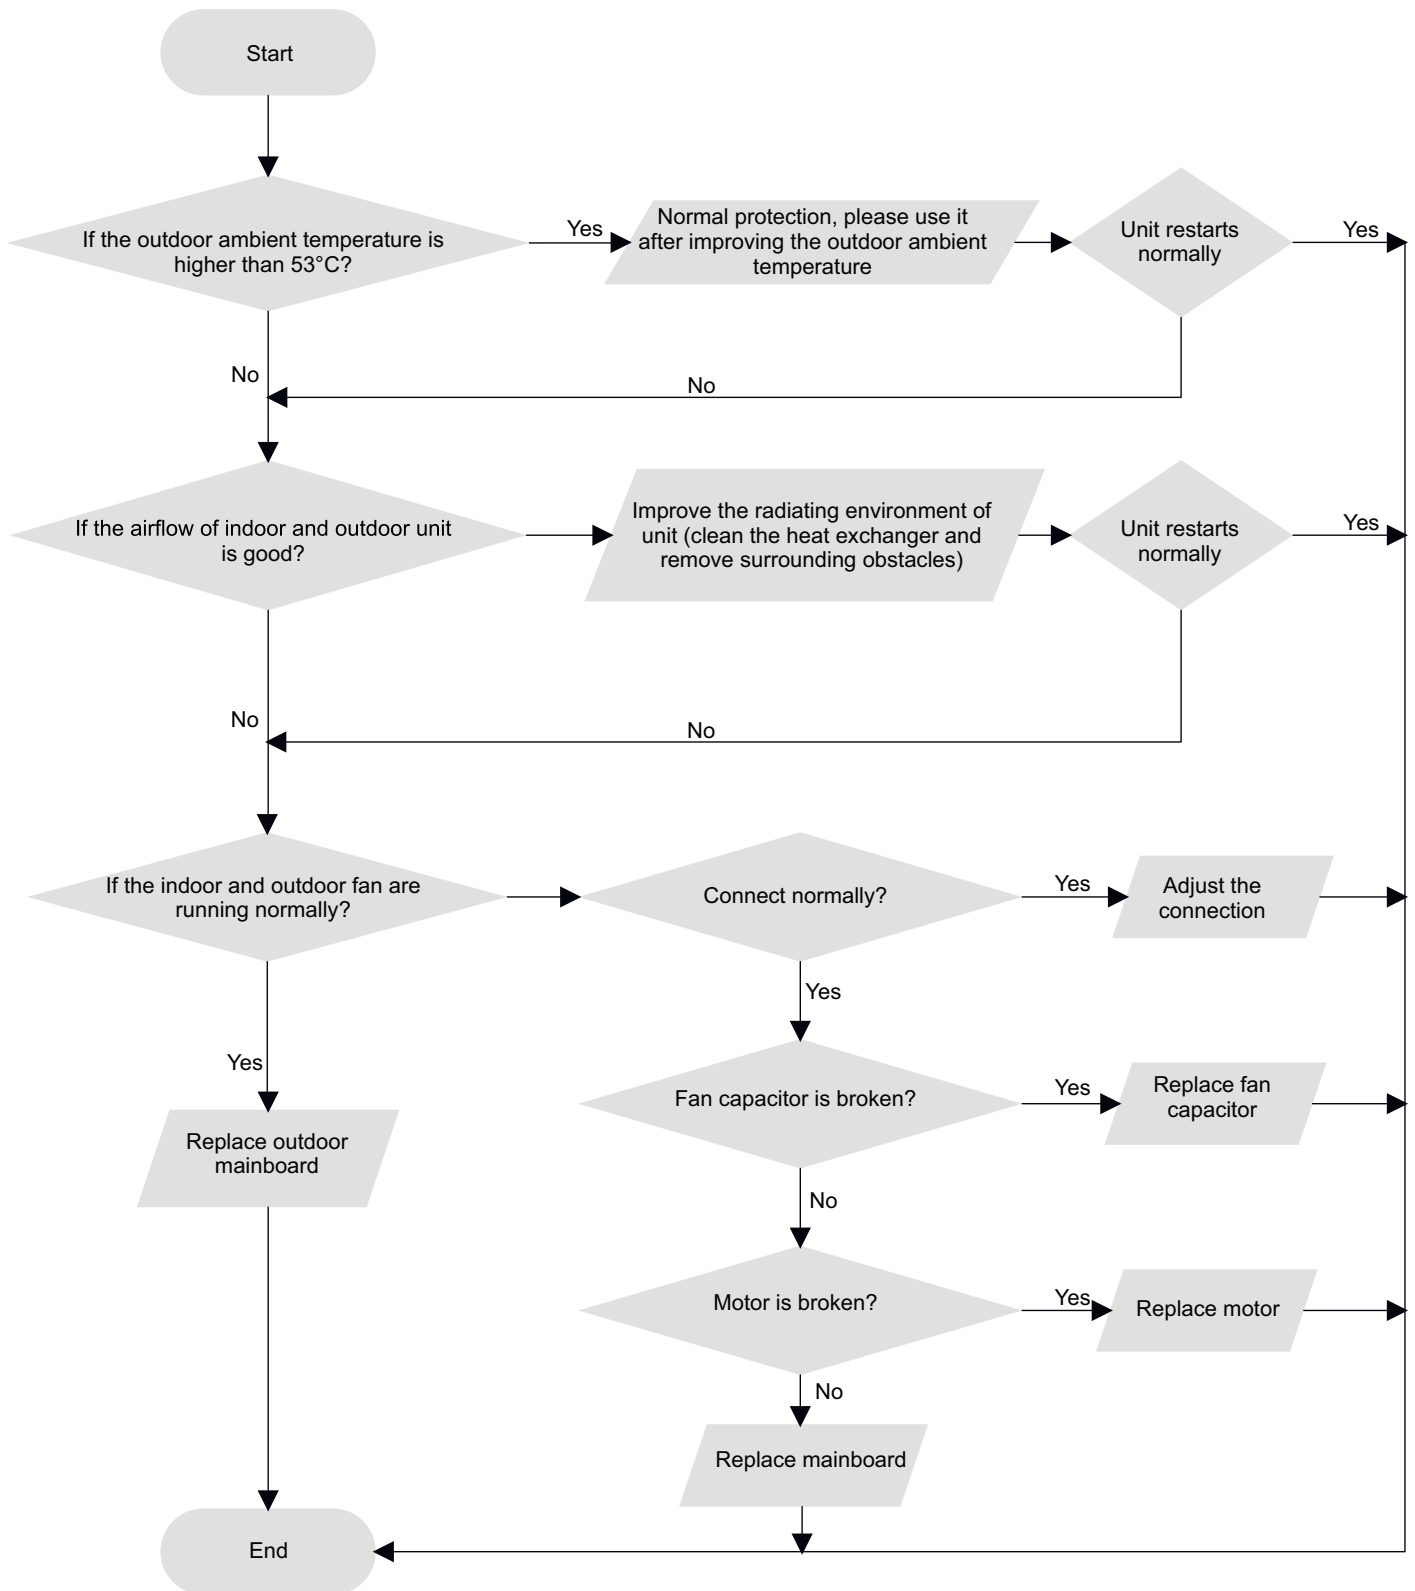 Start
If the outdoor ambient temperature is
higher than 53°C?
Yes
Normal protection, please use it
after improving the outdoor ambient
temperature
Unit restarts
normally
Yes
No
No
If the airflow of indoor and outdoor unit
is good?
Improve the radiating environment of
unit (clean the heat exchanger and
remove surrounding obstacles)
Unit restarts
normally
Yes
No
No
If the indoor and outdoor fan are
running normally?
Connect normally?
Yes
Adjust the
connection
Yes
Yes
Fan capacitor is broken?
Yes
Replace fan
capacitor
Replace outdoor
mainboard
No
Motor is broken?
Yes
Replace motor
No
Replace mainboard
End